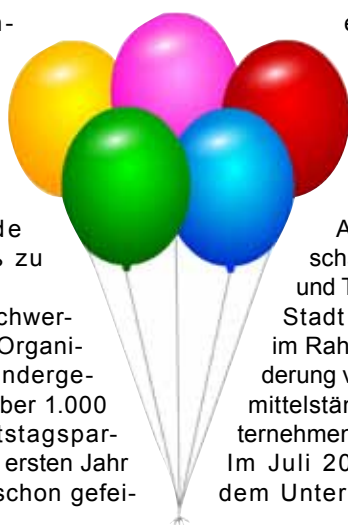 de
zu
chwer-
Organi-
nderge-
ber 1.000
tstagspar-
ersten Jahr
schon gefei-
A
sch
und T
Stadt
im Rah
derung v
mittelstän
ternehmen
Im Juli 20
dem Unter